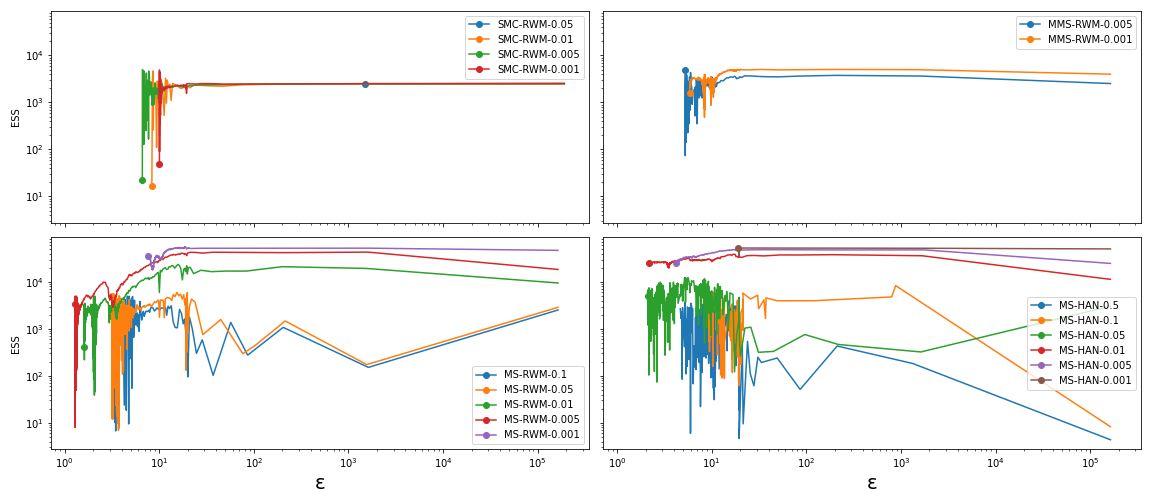 SMC-RWM-0.05
SMC-RWM-0.01
SMC-RWM-0.005
SMC-RWM-0.001
10⁴
10³
10²
10¹
ESS
MMS-RWM-0.005
MMS-RWM-0.001
MS-RWM-0.1
MS-RWM-0.05
MS-RWM-0.01
MS-RWM-0.005
MS-RWM-0.001
10⁴
10³
10²
10¹
ESS
10⁰ 10¹ 10² 10³ 10⁴ 10⁵
ε
MS-HAN-0.5
MS-HAN-0.1
MS-HAN-0.05
MS-HAN-0.01
MS-HAN-0.005
MS-HAN-0.001
10⁰ 10¹ 10² 10³ 10⁴ 10⁵
ε